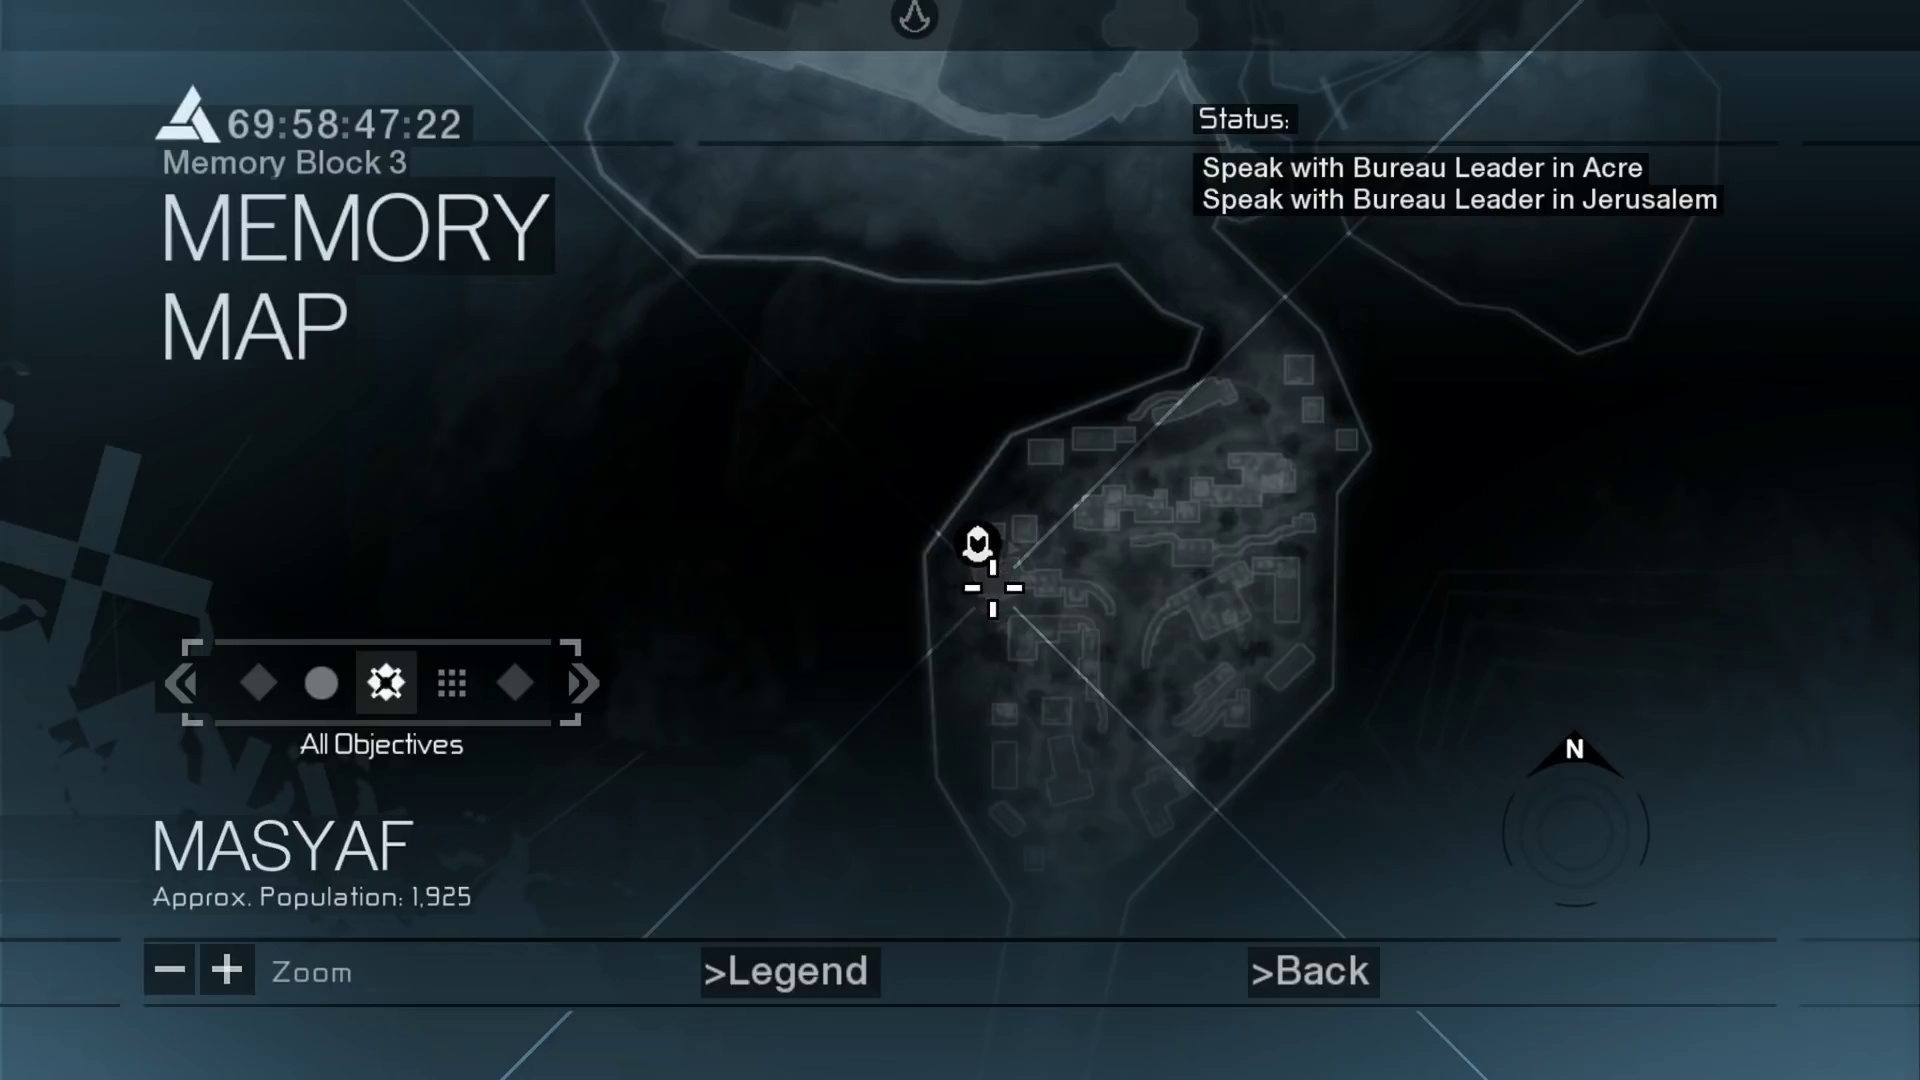 69:58:47:22
Memory Block 3
MEMORY
MAP
Status:
Speak with Bureau Leader in Acre
Speak with Bureau Leader in Jerusalem
All Objectives
N
MASYAF
Approx. Population: 1,925
Zoom
>Legend
>Back